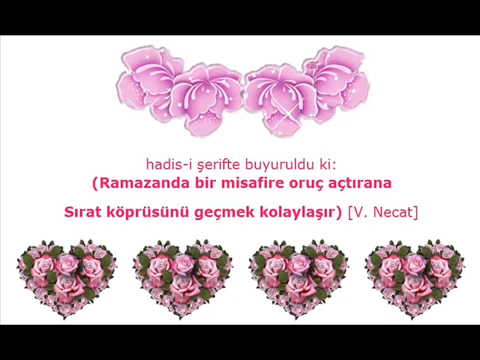 hadis-i şerifte buyuruldu ki:
(Ramazanda bir misafire oruç açtırana
Sırat köprüsünü geçmek kolaylaşır) [V. Necat]